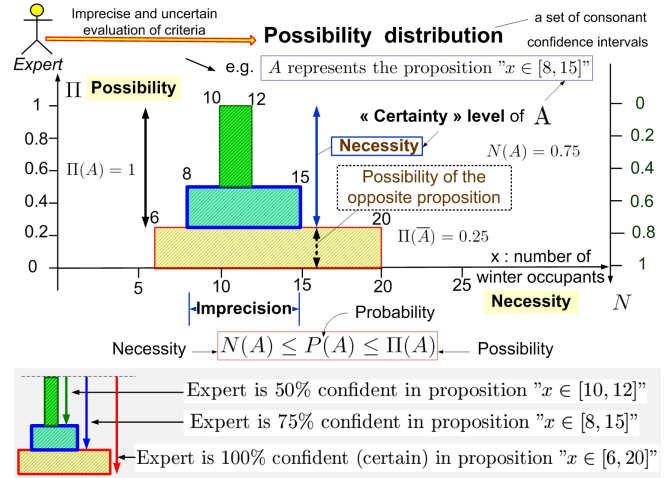 Imprecise and uncertain
evaluation of criteria
Expert
Possibility distribution
a set of consonant
confidence intervals
e.g.
A represents the proposition "x ∈ [8, 15]"
Π Possibility
10 12
« Certainty » level of A
Necessity
N(A) = 0.75
Π(A) = 1
Possibility of the
opposite proposition
8 15
6 20
Π(A̅) = 0.25
1
0.8
0.6
0.4
0.2
0
0
0.2
0.4
0.6
0.8
1
x : number of
winter occupants
5 10 15 20 25
Necessity N
Imprecision
Probability
Necessity N(A) ≤ P(A) ≤ Π(A) Possibility
Expert is 50% confident in proposition "x ∈ [10, 12]"
Expert is 75% confident in proposition "x ∈ [8, 15]"
Expert is 100% confident (certain) in proposition "x ∈ [6, 20]"